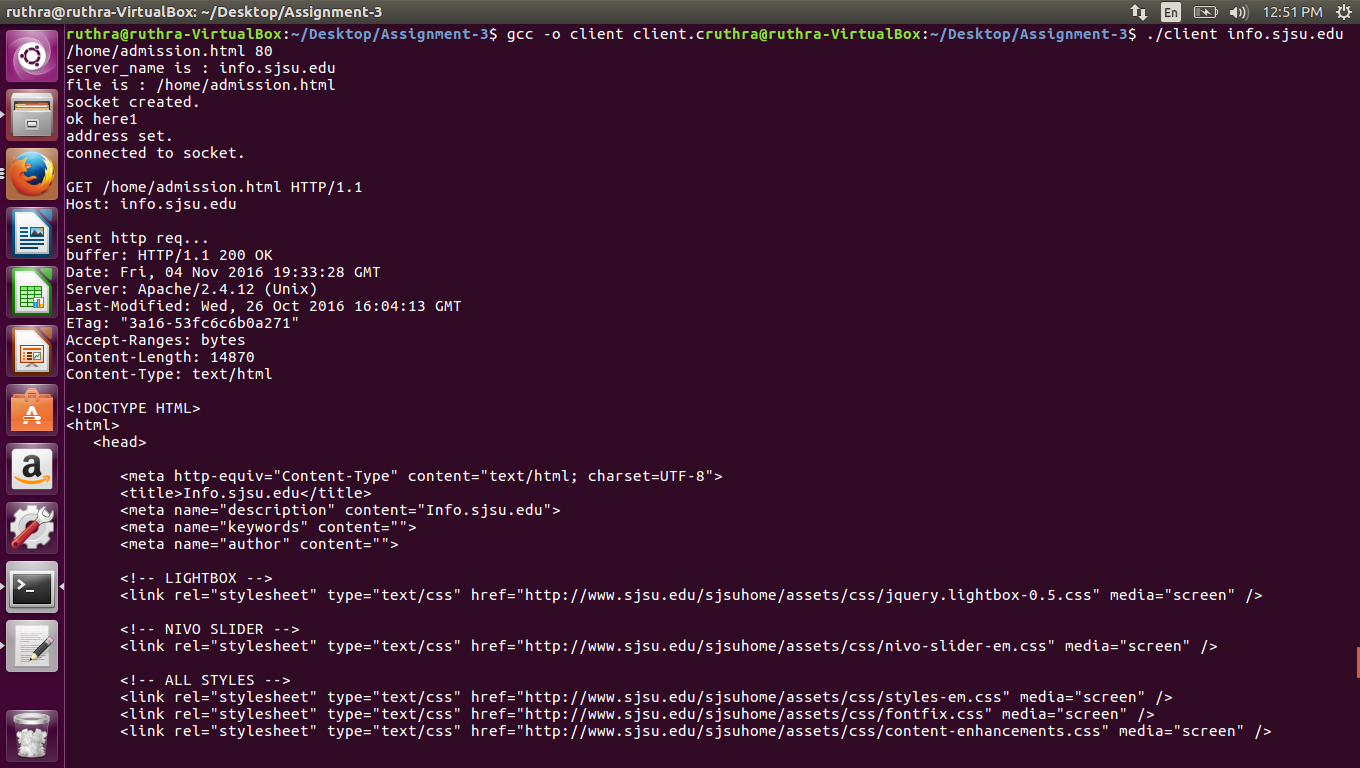 ruthra@ruthra-VirtualBox: ~/Desktop/Assignment-3
En
12:51 PM
ruthra@ruthra-VirtualBox:~/Desktop/Assignment-3$ gcc -o client client.cruthra@ruthra-VirtualBox:~/Desktop/Assignment-3$ ./client info.sjsu.edu
/home/admission.html 80
server_name is : info.sjsu.edu
file is : /home/admission.html
socket created.
ok here1
address set.
connected to socket.
GET /home/admission.html HTTP/1.1
Host: info.sjsu.edu
sent http req...
buffer: HTTP/1.1 200 OK
Date: Fri, 04 Nov 2016 19:33:28 GMT
Server: Apache/2.4.12 (Unix)
Last-Modified: Wed, 26 Oct 2016 16:04:13 GMT
ETag: "3a16-53fc6c6b0a271"
Accept-Ranges: bytes
Content-Length: 14870
Content-Type: text/html
<!DOCTYPE HTML>
<html>
<head>
<meta http-equiv="Content-Type" content="text/html; charset=UTF-8">
<title>Info.sjsu.edu</title>
<meta name="description" content="Info.sjsu.edu">
<meta name="keywords" content="">
<meta name="author" content="">
<!-- LIGHTBOX -->
<link rel="stylesheet" type="text/css" href="http://www.sjsu.edu/sjsuhome/assets/css/jquery.lightbox-0.5.css" media="screen" />
<!-- NIVO SLIDER -->
<link rel="stylesheet" type="text/css" href="http://www.sjsu.edu/sjsuhome/assets/css/nivo-slider-em.css" media="screen" />
<!-- ALL STYLES -->
<link rel="stylesheet" type="text/css" href="http://www.sjsu.edu/sjsuhome/assets/css/styles-em.css" media="screen" />
<link rel="stylesheet" type="text/css" href="http://www.sjsu.edu/sjsuhome/assets/css/fontfix.css" media="screen" />
<link rel="stylesheet" type="text/css" href="http://www.sjsu.edu/sjsuhome/assets/css/content-enhancements.css" media="screen" />